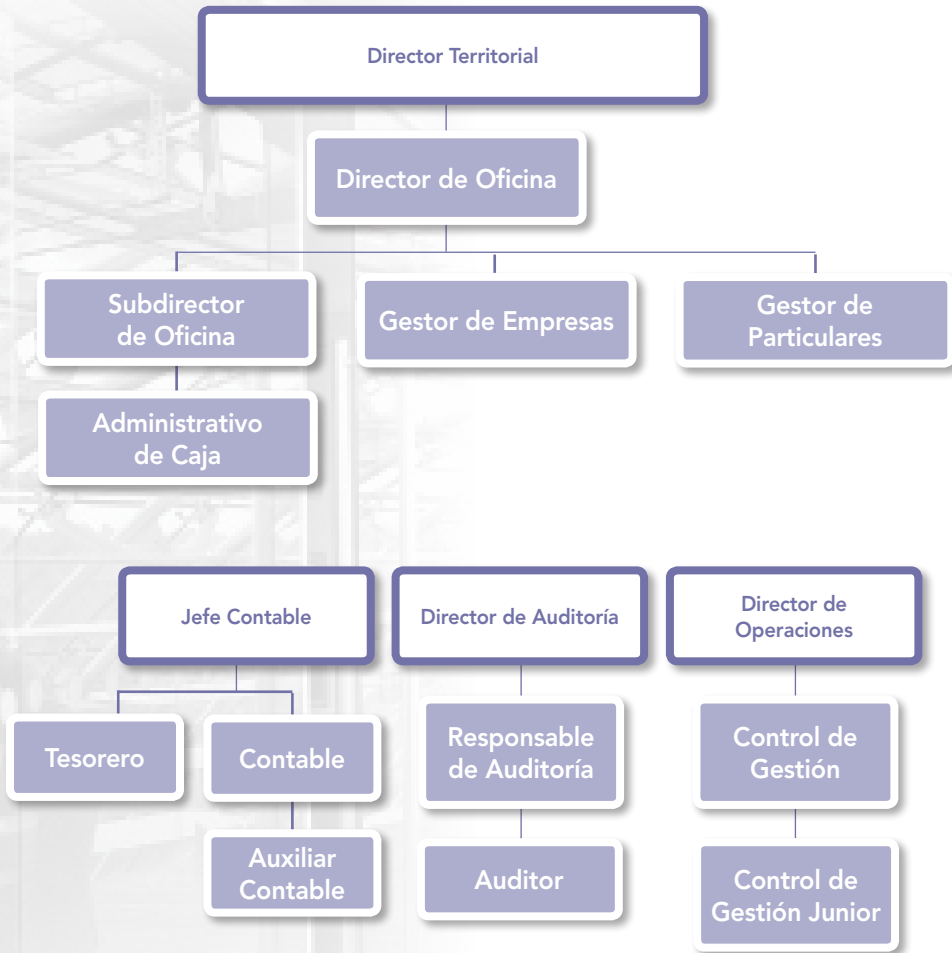 Director Territorial
Director de Oficina
Subdirector
de Oficina
Gestor de Empresas
Gestor de
Particulares
Administrativo
de Caja
Jefe Contable
Director de Auditoría
Director de
Operaciones
Tesorero
Contable
Responsable
de Auditoría
Control de
Gestión
Auxiliar
Contable
Auditor
Control de
Gestión Junior